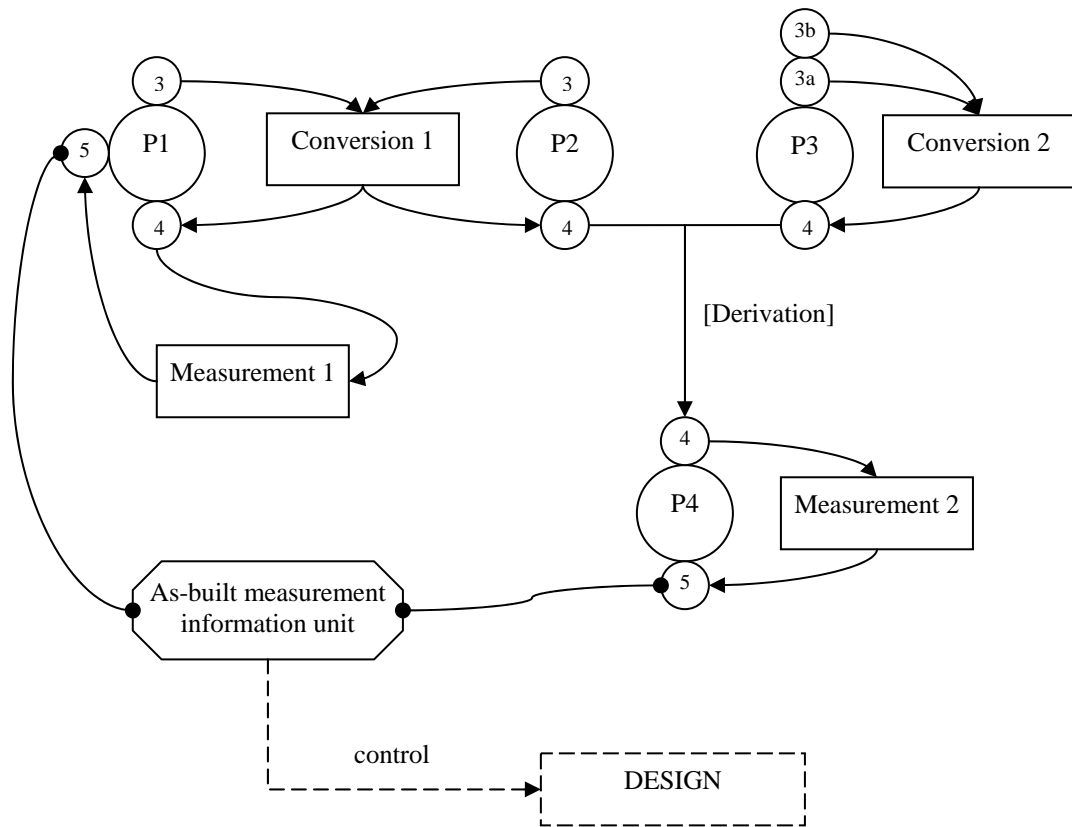 3b
3
3
3a
5
P1
Conversion 1
P2
P3
Conversion 2
4
4
4
[Derivation]
Measurement 1
4
P4
Measurement 2
5
As-built measurement
information unit
control
DESIGN